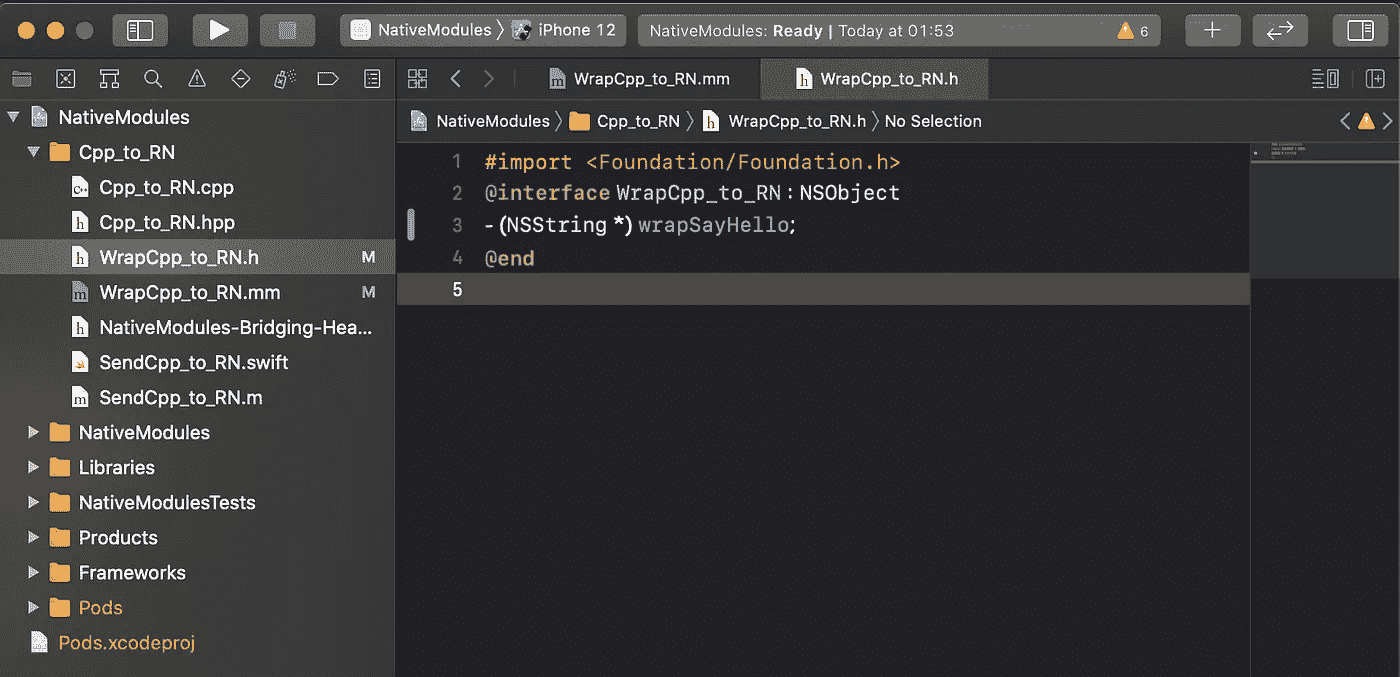 NativeModules 〉 iPhone 12
NativeModules: Ready | Today at 01:53
6
WrapCpp_to_RN.mm
WrapCpp_to_RN.h
NativeModules 〉 Cpp_to_RN 〉 WrapCpp_to_RN.h 〉 No Selection
NativeModules
Cpp_to_RN
Cpp_to_RN.cpp
Cpp_to_RN.hpp
WrapCpp_to_RN.h M
WrapCpp_to_RN.mm M
NativeModules-Bridging-Hea...
SendCpp_to_RN.swift
SendCpp_to_RN.m
NativeModules
Libraries
NativeModulesTests
Products
Frameworks
Pods
Pods.xcodeproj
1 #import <Foundation/Foundation.h>
2 @interface WrapCpp_to_RN : NSObject
3 - (NSString *) wrapSayHello;
4 @end
5